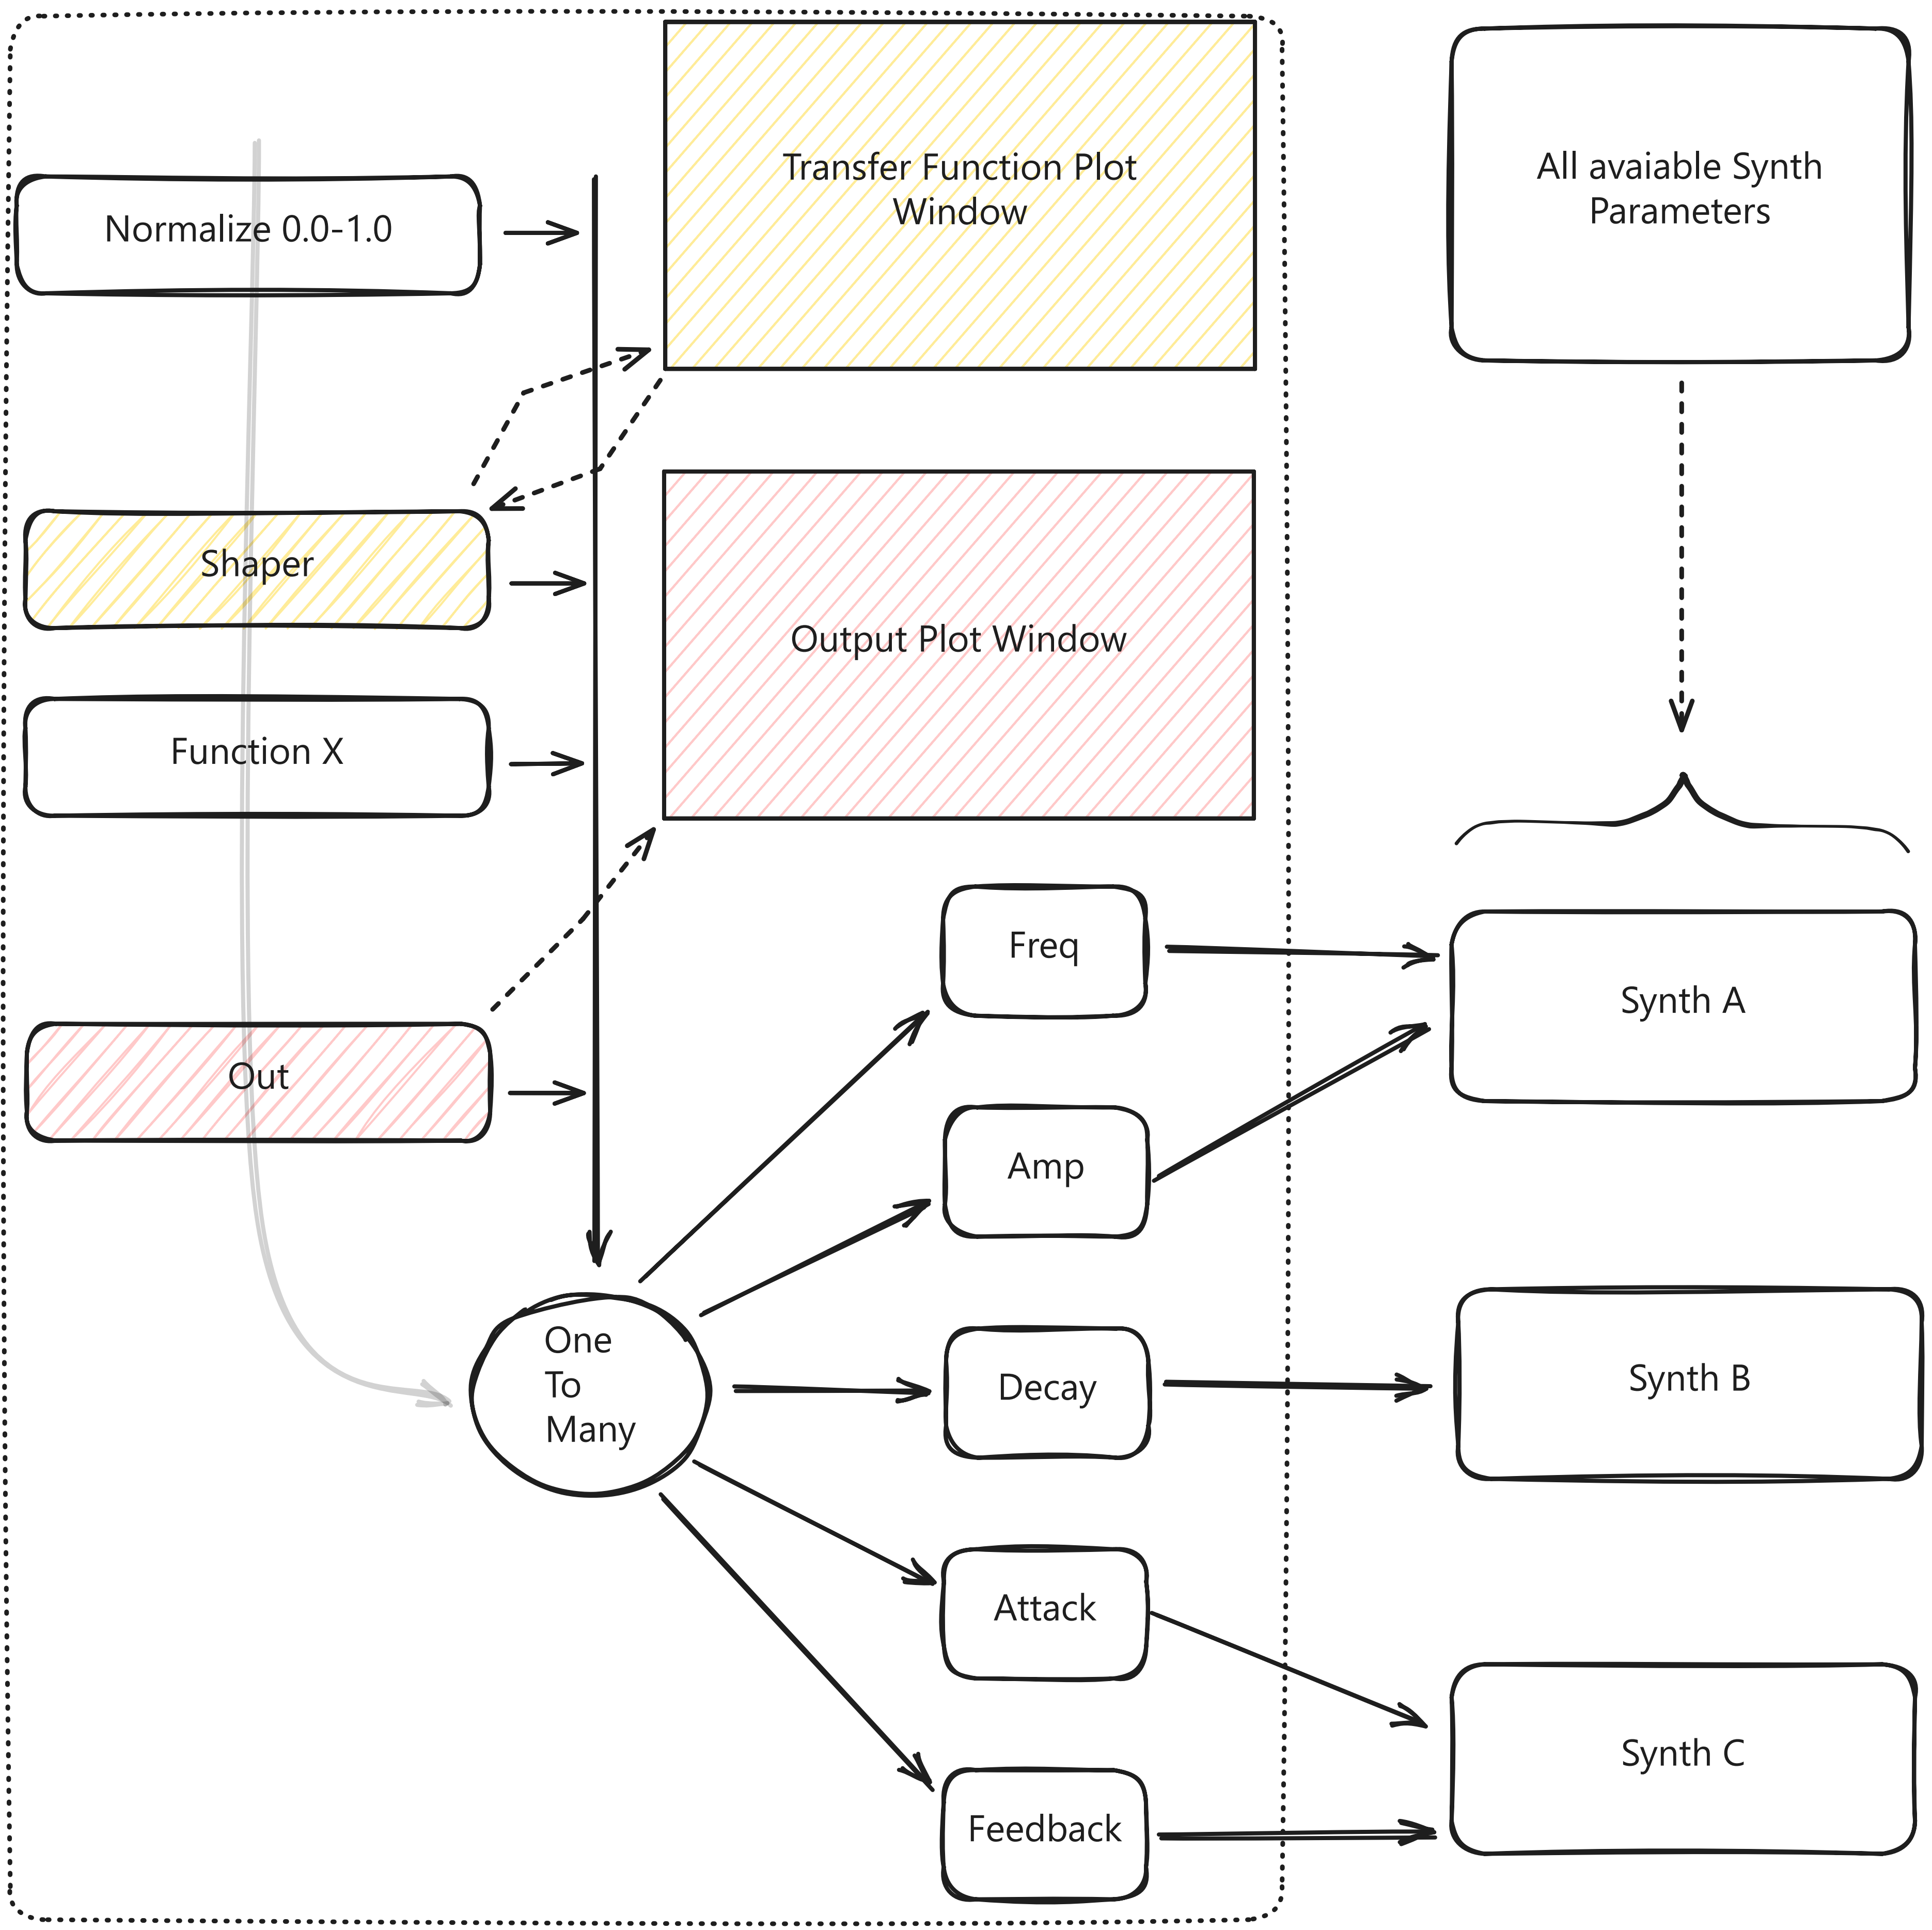 Transfer Function Plot
Window
All avaiable Synth
Parameters
Normalize 0.0-1.0
Shaper
Output Plot Window
Function X
Freq
Synth A
Out
Amp
One
To
Many
Decay
Synth B
Attack
Synth C
Feedback